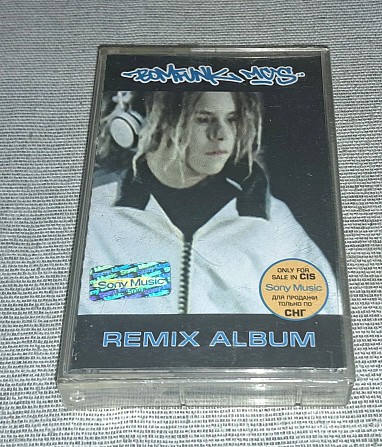 BOMFUNK MC'S
Sony Music
ONLY FOR
SALE IN CIS
Sony Music
ДЛЯ ПРОДАЖИ
ТОЛЬКО ПО
СНГ
REMIX ALBUM